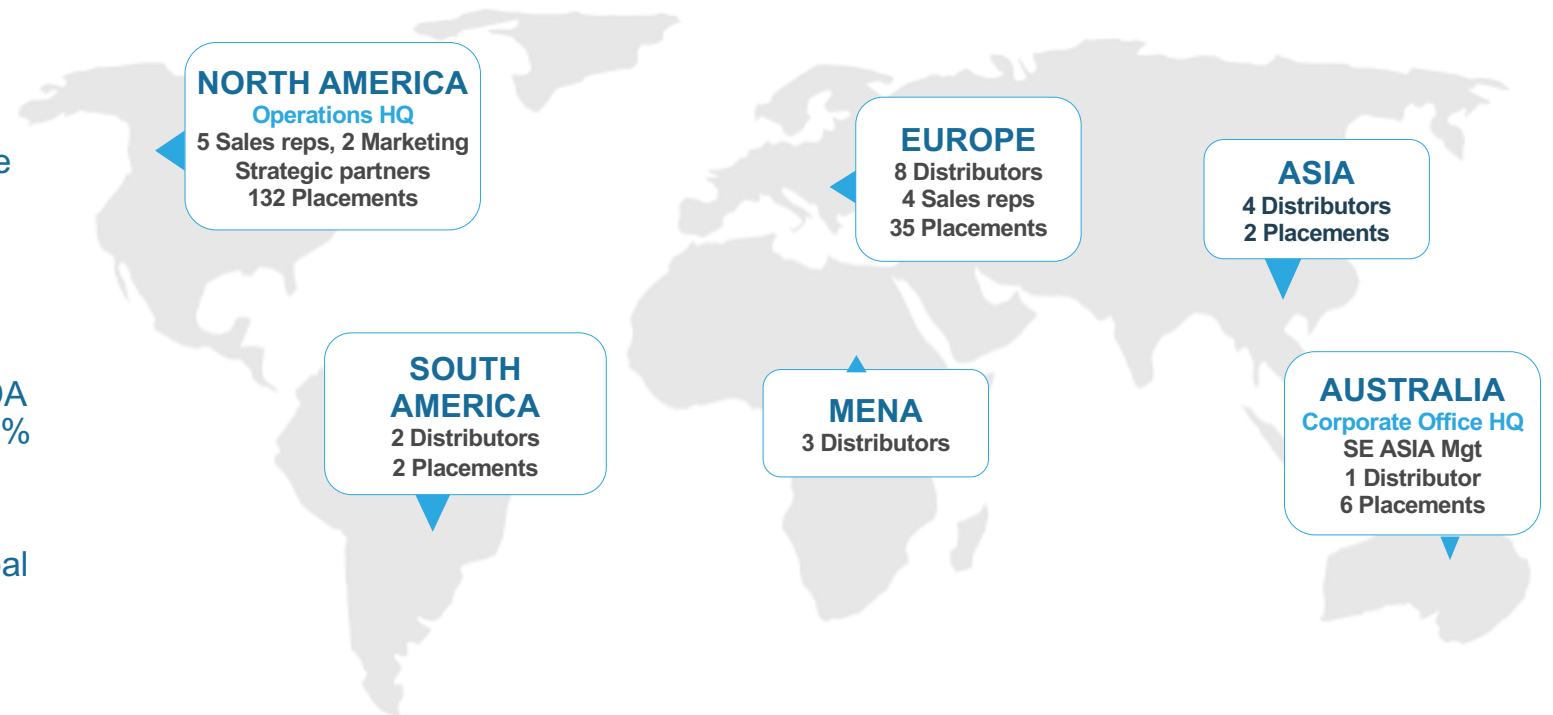 e
DA
%
bal
NORTH AMERICA
Operations HQ
5 Sales reps, 2 Marketing
Strategic partners
132 Placements
EUROPE
8 Distributors
4 Sales reps
35 Placements
ASIA
4 Distributors
2 Placements
SOUTH
AMERICA
2 Distributors
2 Placements
MENA
3 Distributors
AUSTRALIA
Corporate Office HQ
SE ASIA Mgt
1 Distributor
6 Placements